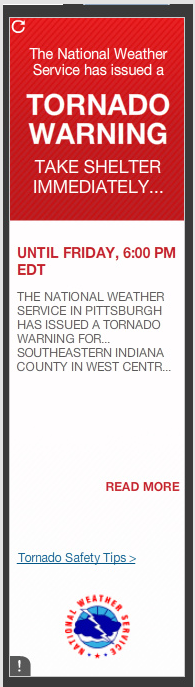 The National Weather
Service has issued a
TORNADO
WARNING
TAKE SHELTER
IMMEDIATELY...
UNTIL FRIDAY, 6:00 PM
EDT
THE NATIONAL WEATHER
SERVICE IN PITTSBURGH
HAS ISSUED A TORNADO
WARNING FOR...
SOUTHEASTERN INDIANA
COUNTY IN WEST CENTR...
READ MORE
Tornado Safety Tips >
NATIONAL WEATHER SERVICE
!